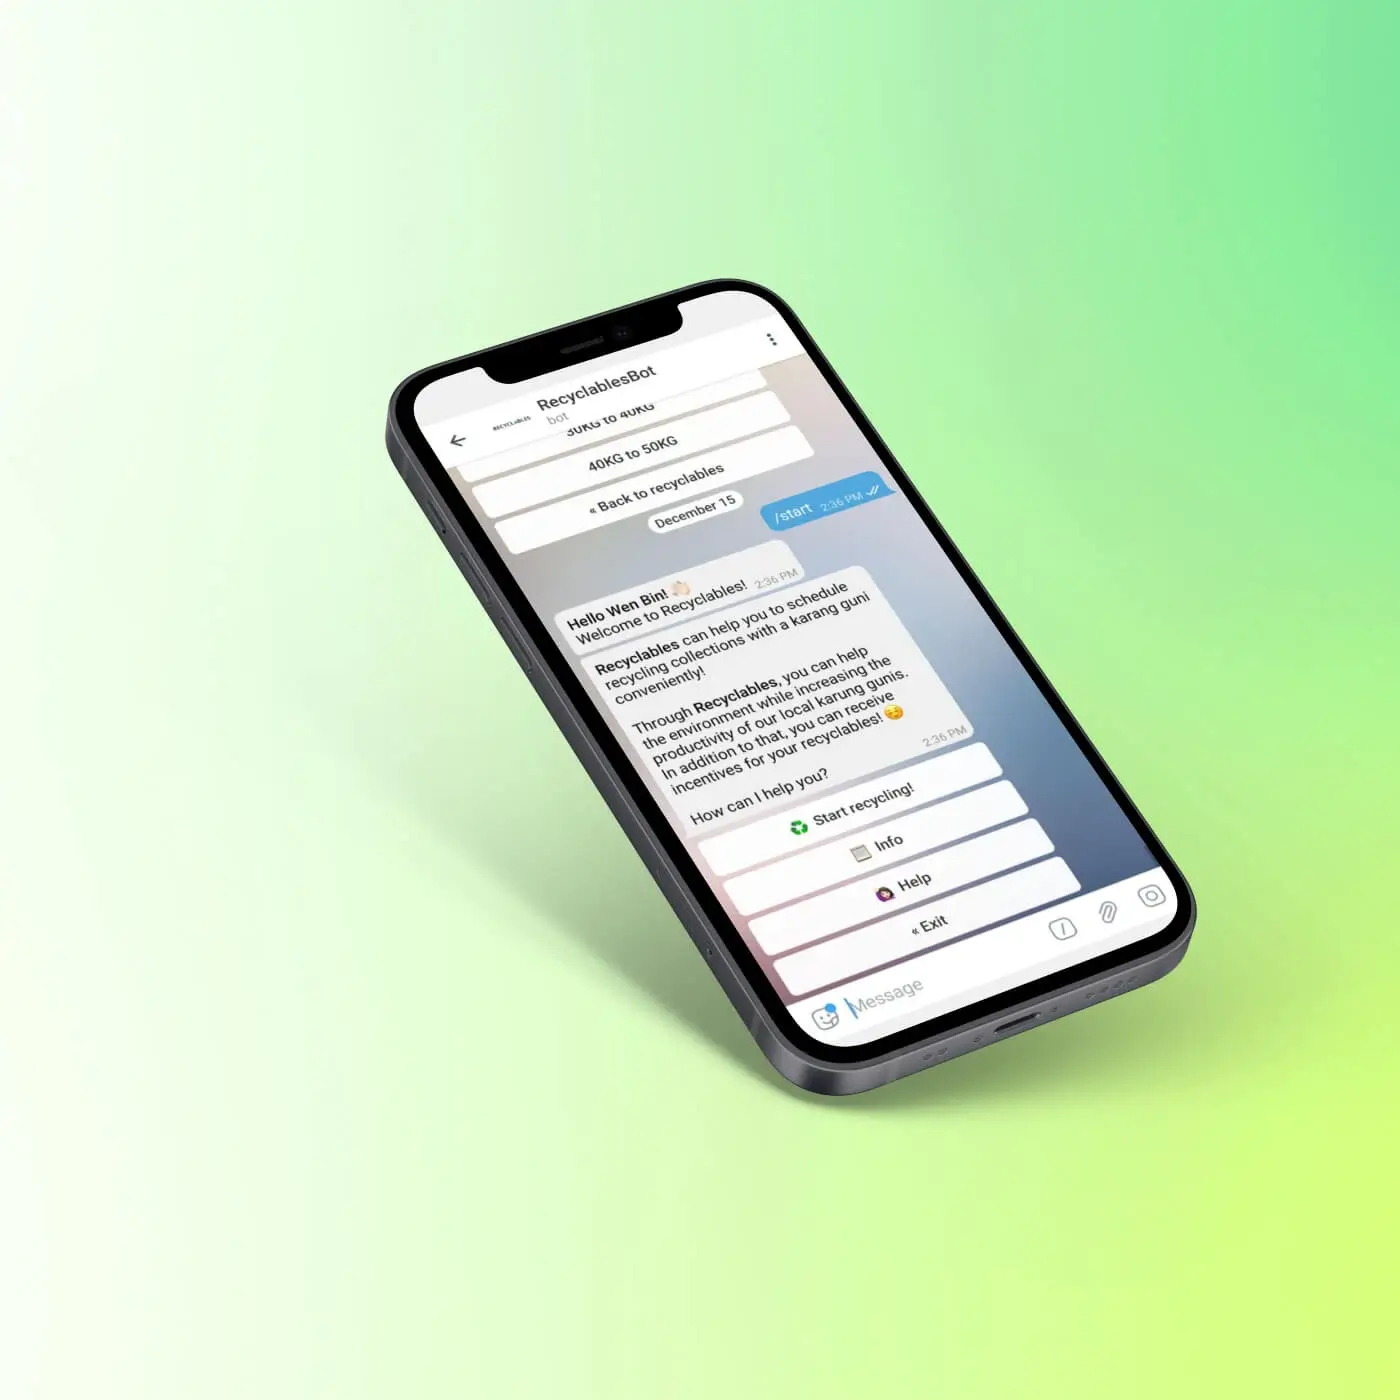 RecyclablesBot
RECYCLABLES
bot
30KG to 40KG
40KG to 50KG
« Back to recyclables
December 15
/start 2:36 PM
Hello Wen Bin! 👋🏻
Welcome to Recyclables! 2:36 PM
Recyclables can help you to schedule
recycling collections with a karang guni
conveniently!
Through Recyclables, you can help
the environment while increasing the
productivity of our local karung gunis.
In addition to that, you can receive
incentives for your recyclables! ☺️
2:36 PM
How can I help you?
♻️ Start recycling!
Info
Help
« Exit
Message